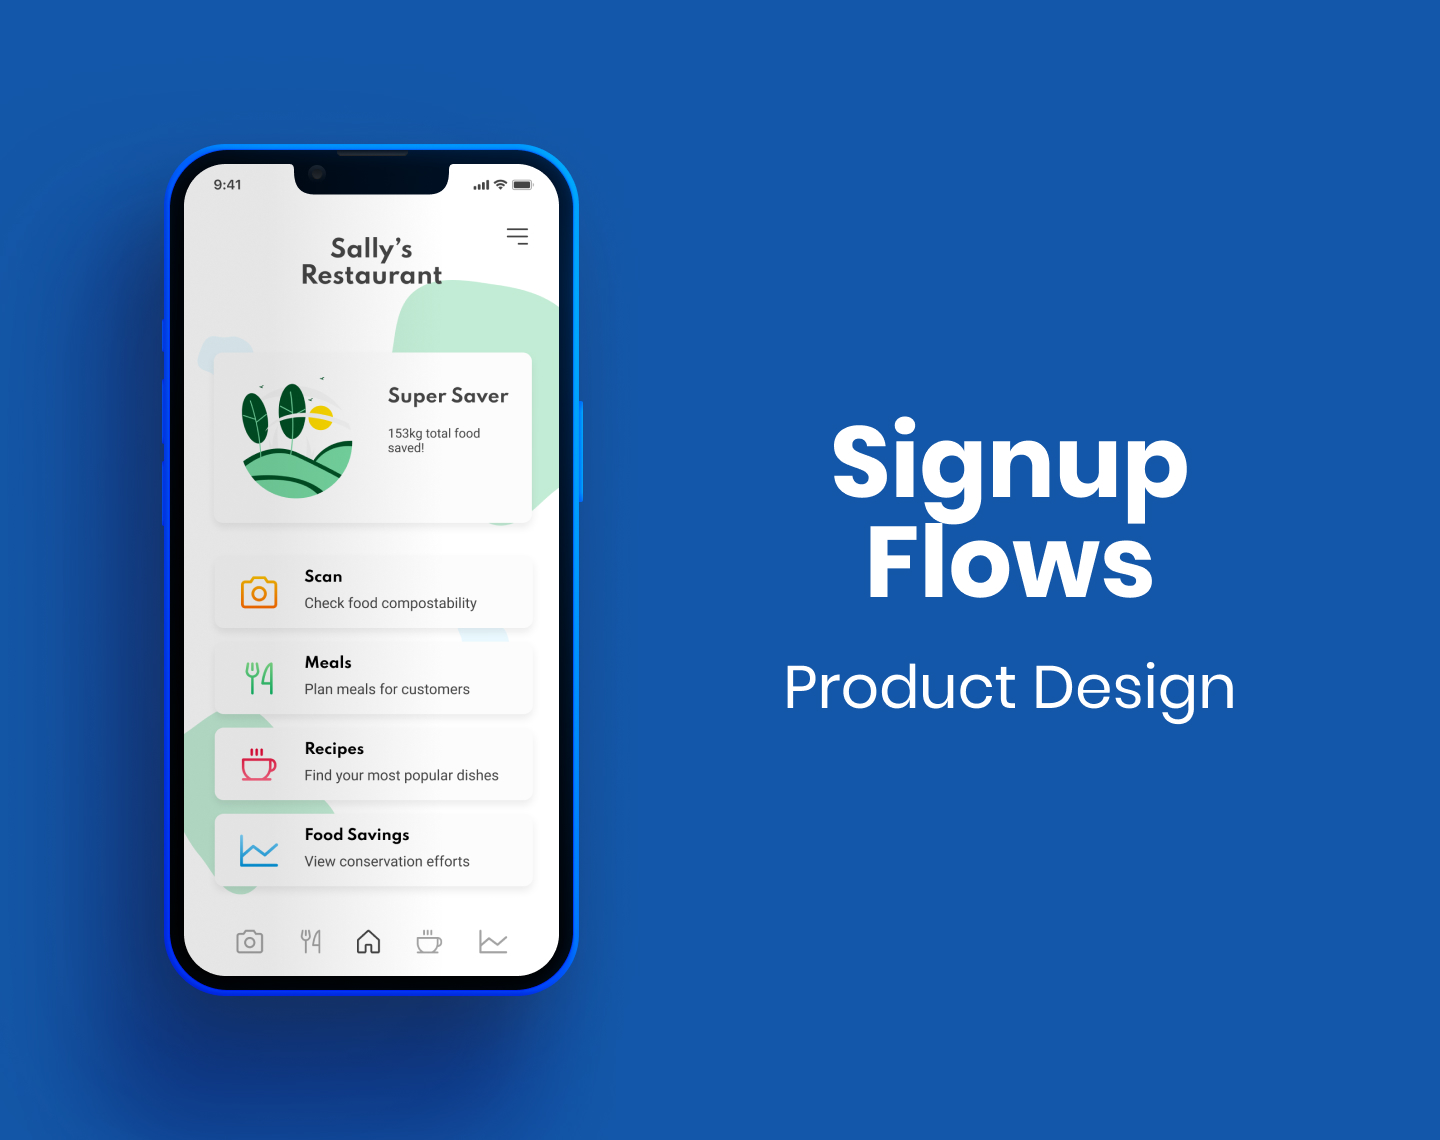 9:41
Sally’s
Restaurant
Super Saver
153kg total food
saved!
Scan
Check food compostability
Meals
Plan meals for customers
Recipes
Find your most popular dishes
Food Savings
View conservation efforts
Signup
Flows
Product Design